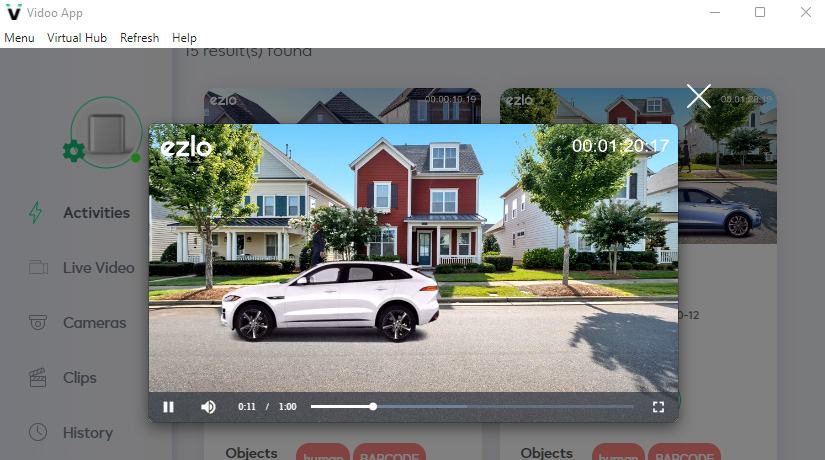 Vidoo App
Menu Virtual Hub Refresh Help
15 result(s) found
ezlo 00:00:10.19
ezlo 00:01:20.19
ezlo 00:01:20:17
Activities
Live Video
Cameras
0-12
Clips
0:11 / 1:00
History
Objects human BARCODE
Objects human BARCODE